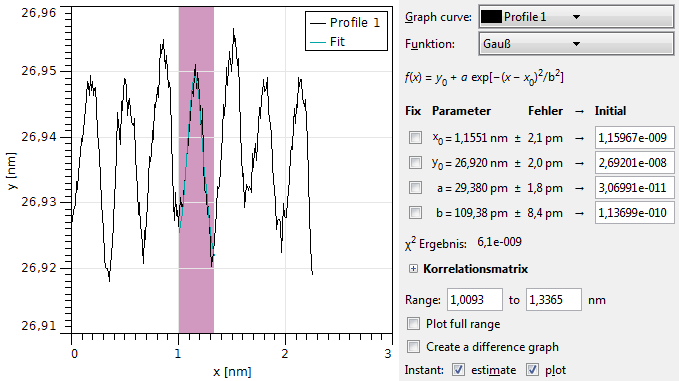 26,96
26,95
26,94
26,93
26,92
26,91
y [nm]
0 1 2 3
x [nm]
Profile 1
Fit
Graph curve: Profile 1
Funktion: Gauß
f(x) = y₀ + a exp[−(x − x₀)²/b²]
Fix Parameter Fehler → Initial
x₀ = 1,1551 nm ± 2,1 pm → 1,15967e-009
y₀ = 26,920 nm ± 2,0 pm → 2,69201e-008
a = 29,380 pm ± 1,8 pm → 3,06991e-011
b = 109,38 pm ± 8,4 pm → 1,13699e-010
χ² Ergebnis: 6,1e-009
Korrelationsmatrix
Range: 1,0093 to 1,3365 nm
Plot full range
Create a difference graph
Instant: estimate plot